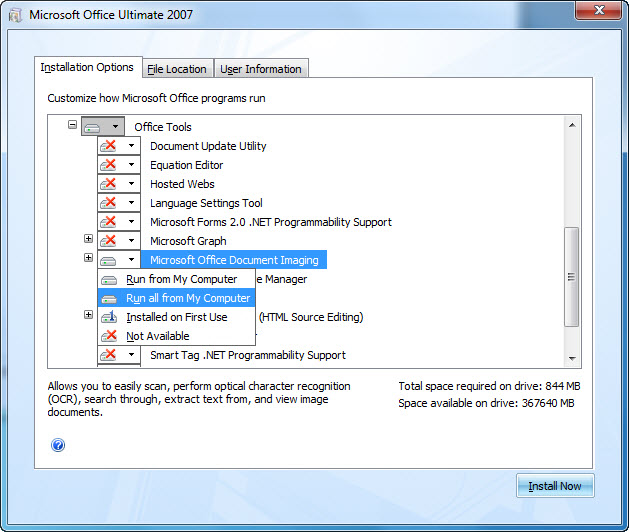 Microsoft Office Ultimate 2007
Installation Options File Location User Information
Customize how Microsoft Office programs run
Office Tools
Document Update Utility
Equation Editor
Hosted Webs
Language Settings Tool
Microsoft Forms 2.0 .NET Programmability Support
Microsoft Graph
Microsoft Office Document Imaging
Run from My Computer e Manager
Run all from My Computer
Installed on First Use (HTML Source Editing)
Not Available
Smart Tag .NET Programmability Support
Allows you to easily scan, perform optical character recognition
(OCR), search through, extract text from, and view image
documents.
Total space required on drive: 844 MB
Space available on drive: 367640 MB
Install Now